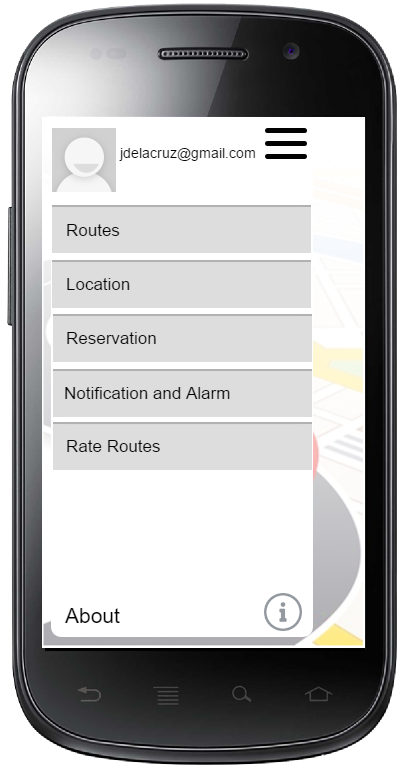 jdelacruz@gmail.com
Routes
Location
Reservation
Notification and Alarm
Rate Routes
About